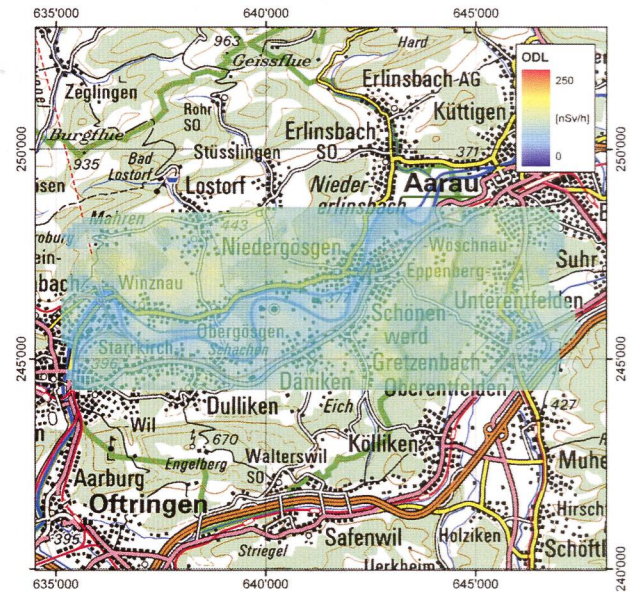 635'000 640'000 645'000
963
Geissflue
Hard
ODL
250
[nSv/h]
0
Zeglingen
Erlinsbach-AG
Rohr
SO
Küttigen
Burgflue
Erlinsbach
SO
371
250'000
250'000
935
Bad
Lostorf
Stüsslingen
Lostorf
Nieder-
erlinsbach
Aarau
Mahren
443
Niedergösgen
Wöschnau
Eppenberg
Suhr
Winznau
377
Unterentfelden
Obergösgen
Schachen
Schönen-
werd
Starrkirch
396
245'000
245'000
Däniken
Gretzenbach
Oberentfelden
Dulliken
Eich
427
Wil
670
Kölliken
Engelberg
Walterswil
SO
Muhe
Aarburg
Oftringen
Hirsch
395
Safenwil
Holziken
Striegel
Schöftl
Uerkheim
240'000
635'000 640'000 645'000